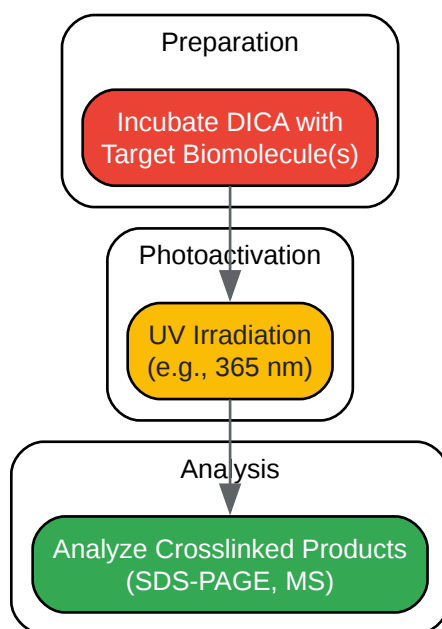 Preparation
Incubate DICA with
Target Biomolecule(s)
Photoactivation
UV Irradiation
(e.g., 365 nm)
Analysis
Analyze Crosslinked Products
(SDS-PAGE, MS)